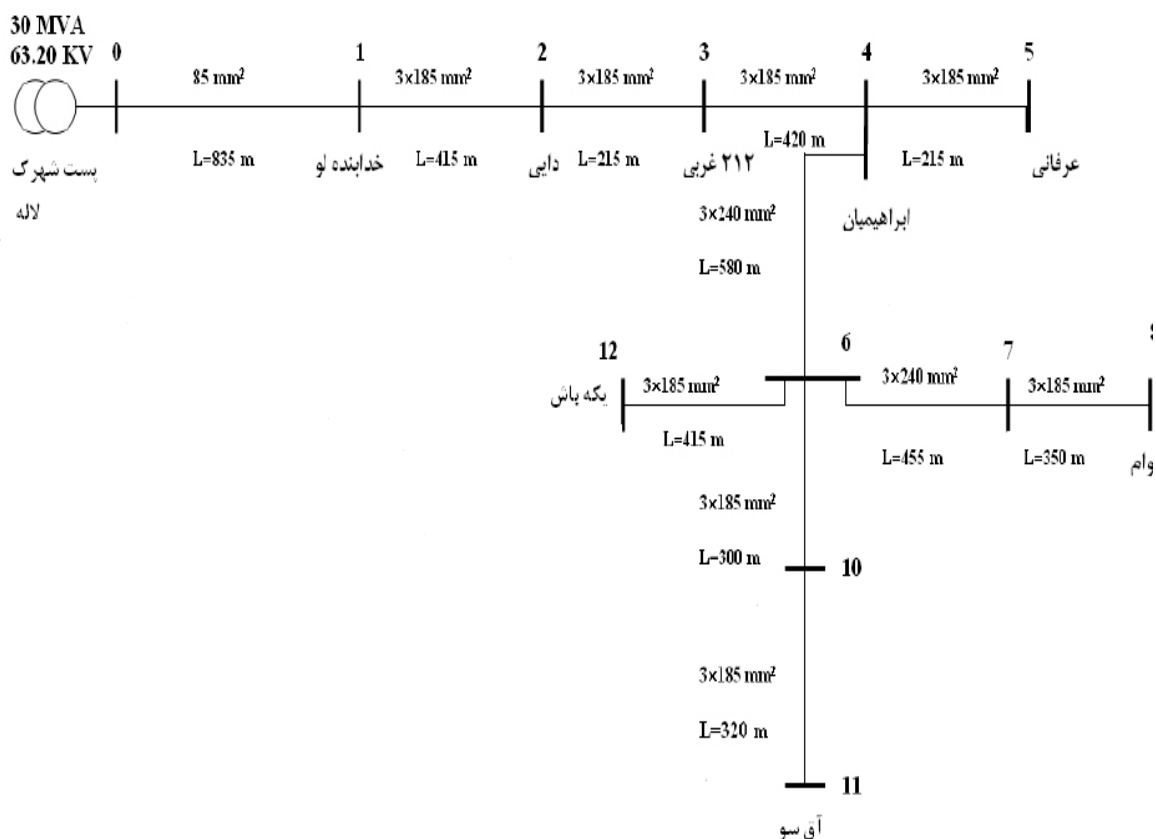 30 MVA
63.20 KV
0
1
2
3
4
5
85 mm²
3×185 mm²
3×185 mm²
3×185 mm²
3×185 mm²
L=835 m
L=415 m
L=215 m
L=420 m
L=215 m
پست شهرک
لاله
خدابنده لو
دایی
۲۱۲ غربی
ابراهیمیان
عرفانی
3×240 mm²
L=580 m
12
6
7
یکه باش
3×185 mm²
3×240 mm²
3×185 mm²
L=415 m
L=455 m
L=350 m
3×185 mm²
L=300 m
10
3×185 mm²
L=320 m
11
آق سو